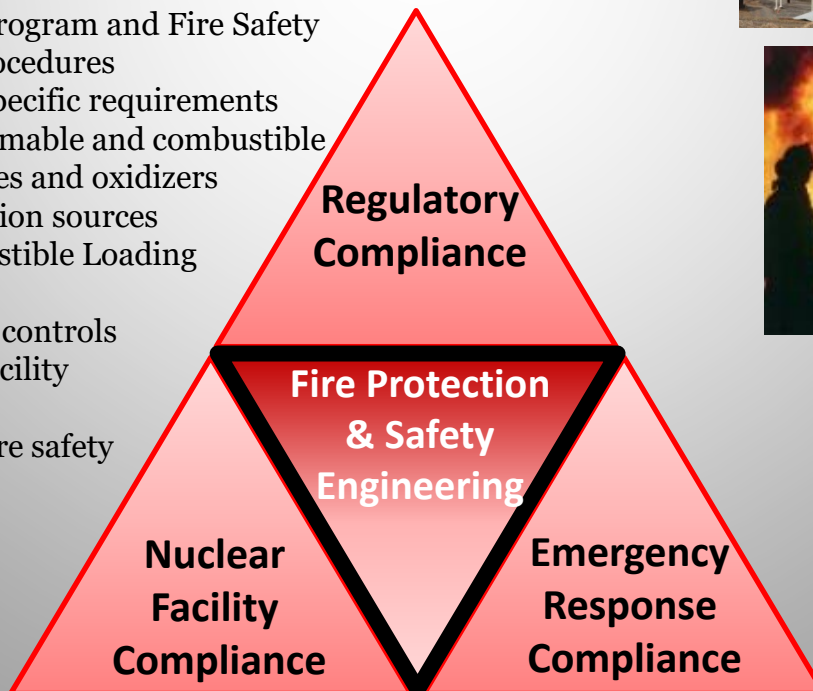 rogram and Fire Safety
ocedures
pecific requirements
mable and combustible
es and oxidizers
ion sources
stible Loading
controls
cility
re safety
Regulatory
Compliance
Fire Protection
& Safety
Engineering
Nuclear
Facility
Compliance
Emergency
Response
Compliance